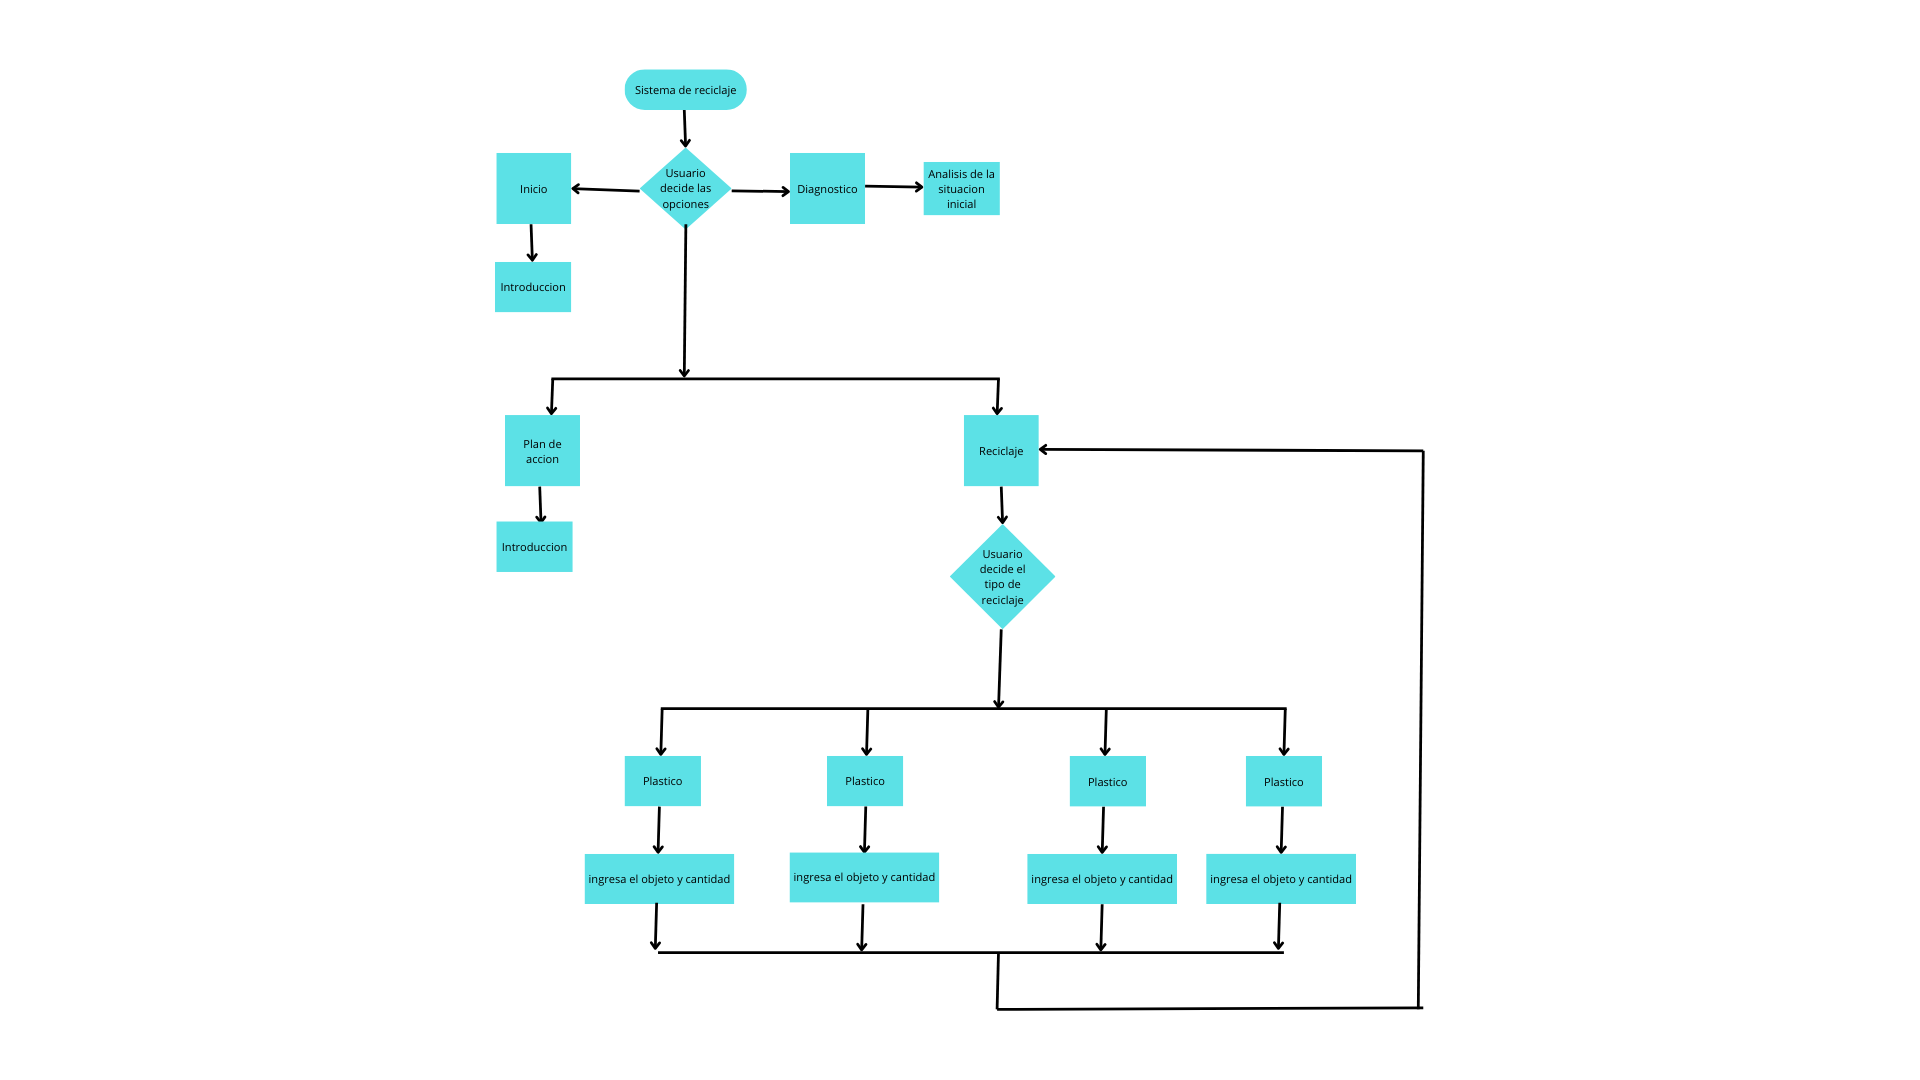 Sistema de reciclaje
Inicio
Usuario
decide las
opciones
Diagnostico
Analisis de la
situacion
inicial
Introduccion
Plan de
accion
Reciclaje
Introduccion
Usuario
decide el
tipo de
reciclaje
Plastico
Plastico
Plastico
Plastico
ingresa el objeto y cantidad
ingresa el objeto y cantidad
ingresa el objeto y cantidad
ingresa el objeto y cantidad